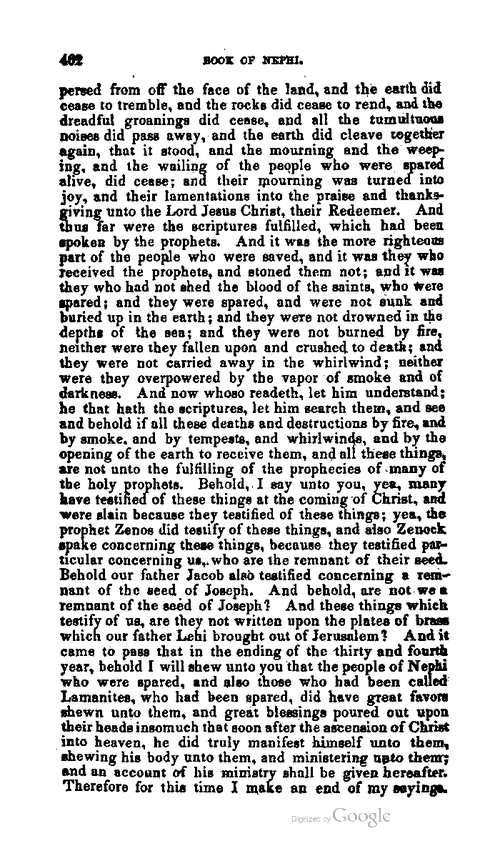 462 BOOK OF NEPHI.
persed from off the face of the land, and the earth did
cease to tremble, and the rocks did cease to rend, and the
dreadful groanings did cease, and all the tumultuous
noises did pass away, and the earth did cleave together
again, that it stood, and the mourning and the weep-
ing, and the wailing of the people who were spared
alive, did cease; and their mourning was turned into
joy, and their lamentations into the praise and thanks-
giving unto the Lord Jesus Christ, their Redeemer. And
thus far were the scriptures fulfilled, which had been
spoken by the prophets. And it was the more righteous
part of the people who were saved, and it was they who
received the prophets, and stoned them not; and it was
they who had not shed the blood of the saints, who were
spared; and they were spared, and were not sunk and
buried up in the earth; and they were not drowned in the
depths of the sea; and they were not burned by fire,
neither were they fallen upon and crushed to death; and
they were not carried away in the whirlwind; neither
were they overpowered by the vapor of smoke and of
darkness. And now whoso readeth, let him understand;
he that hath the scriptures, let him search them, and see
and behold if all these deaths and destructions by fire, and
by smoke, and by tempests, and whirlwinds, and by the
opening of the earth to receive them, and all these things,
are not unto the fulfilling of the prophecies of many of
the holy prophets. Behold, I say unto you, yea, many
have testified of these things at the coming of Christ, and
were slain because they testified of these things; yea, the
prophet Zenos did testify of these things, and also Zenock
spake concerning these things, because they testified par-
ticular concerning us, who are the remnant of their seed.
Behold our father Jacob also testified concerning a rem-
nant of the seed of Joseph. And behold, are not we a
remnant of the seed of Joseph? And these things which
testify of us, are they not written upon the plates of brass
which our father Lehi brought out of Jerusalem? And it
came to pass that in the ending of the thirty and fourth
year, behold I will shew unto you that the people of Nephi
who were spared, and also those who had been called
Lamanites, who had been spared, did have great favors
shewn unto them, and great blessings poured out upon
their heads insomuch that soon after the ascension of Christ
into heaven, he did truly manifest himself unto them,
shewing his body unto them, and ministering unto them;
and an account of his ministry shall be given hereafter.
Therefore for this time I make an end of my sayings.
Digitized by Google